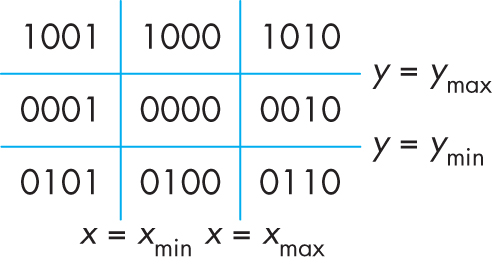 1001 1000 1010
y = ymax
0001 0000 0010
y = ymin
0101 0100 0110
x = xmin x = xmax